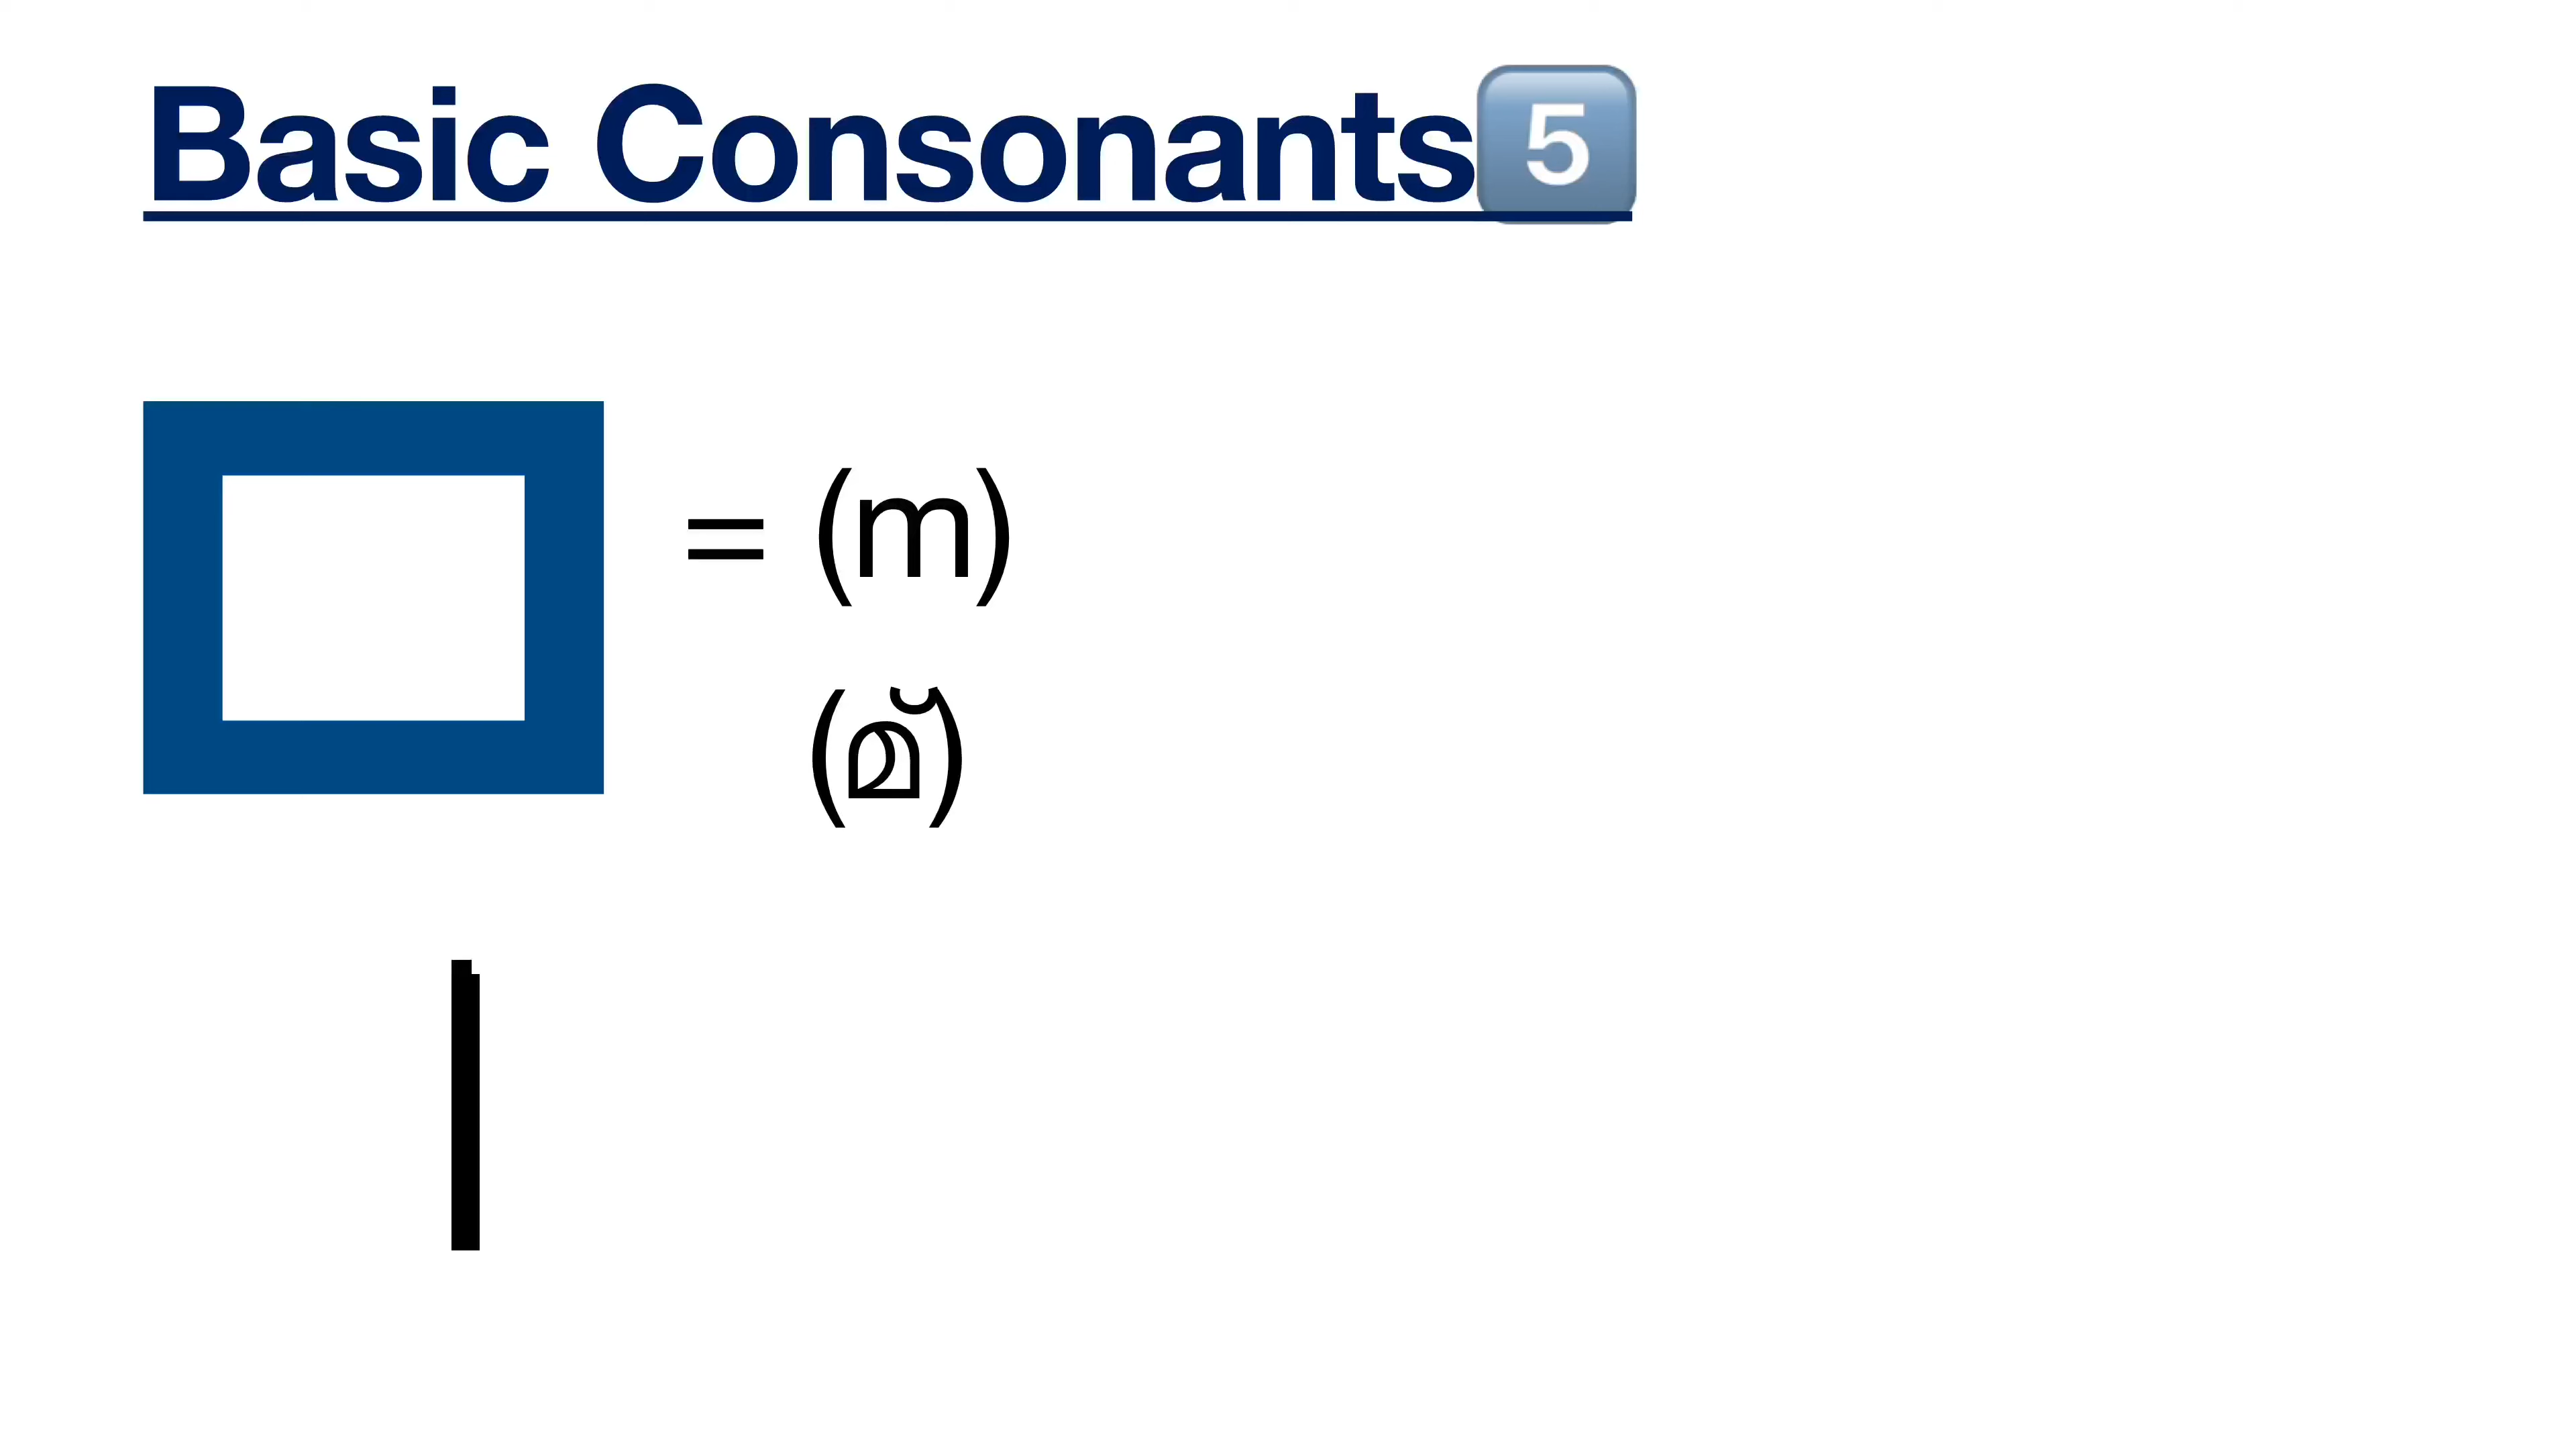 Basic Consonants5️⃣
ㅁ = (m)
(മ്)